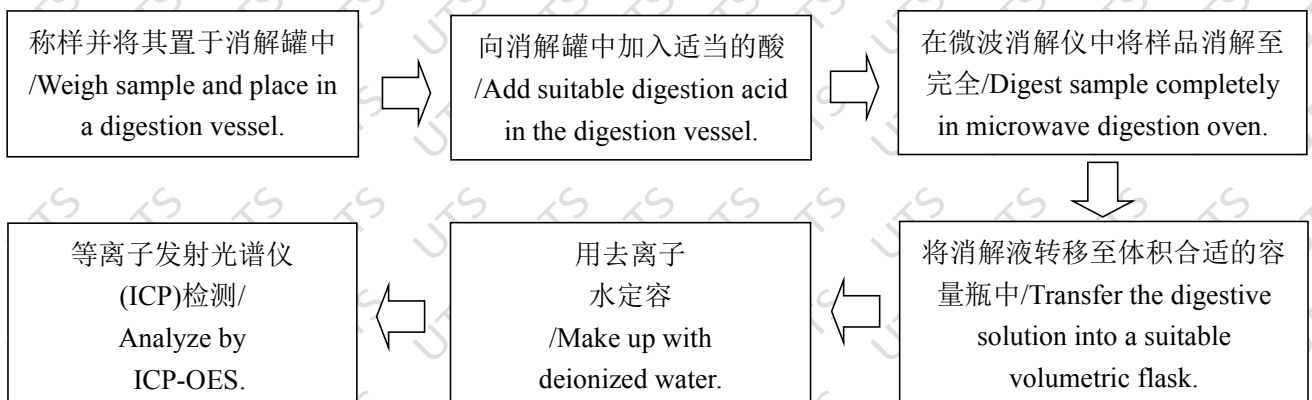 称样并将其置于消解罐中
/Weigh sample and place in
a digestion vessel.
向消解罐中加入适当的酸
/Add suitable digestion acid
in the digestion vessel.
在微波消解仪中将样品消解至
完全/Digest sample completely
in microwave digestion oven.
将消解液转移至体积合适的容
量瓶中/Transfer the digestive
solution into a suitable
volumetric flask.
用去离子
水定容
/Make up with
deionized water.
等离子发射光谱仪
(ICP)检测/
Analyze by
ICP-OES.